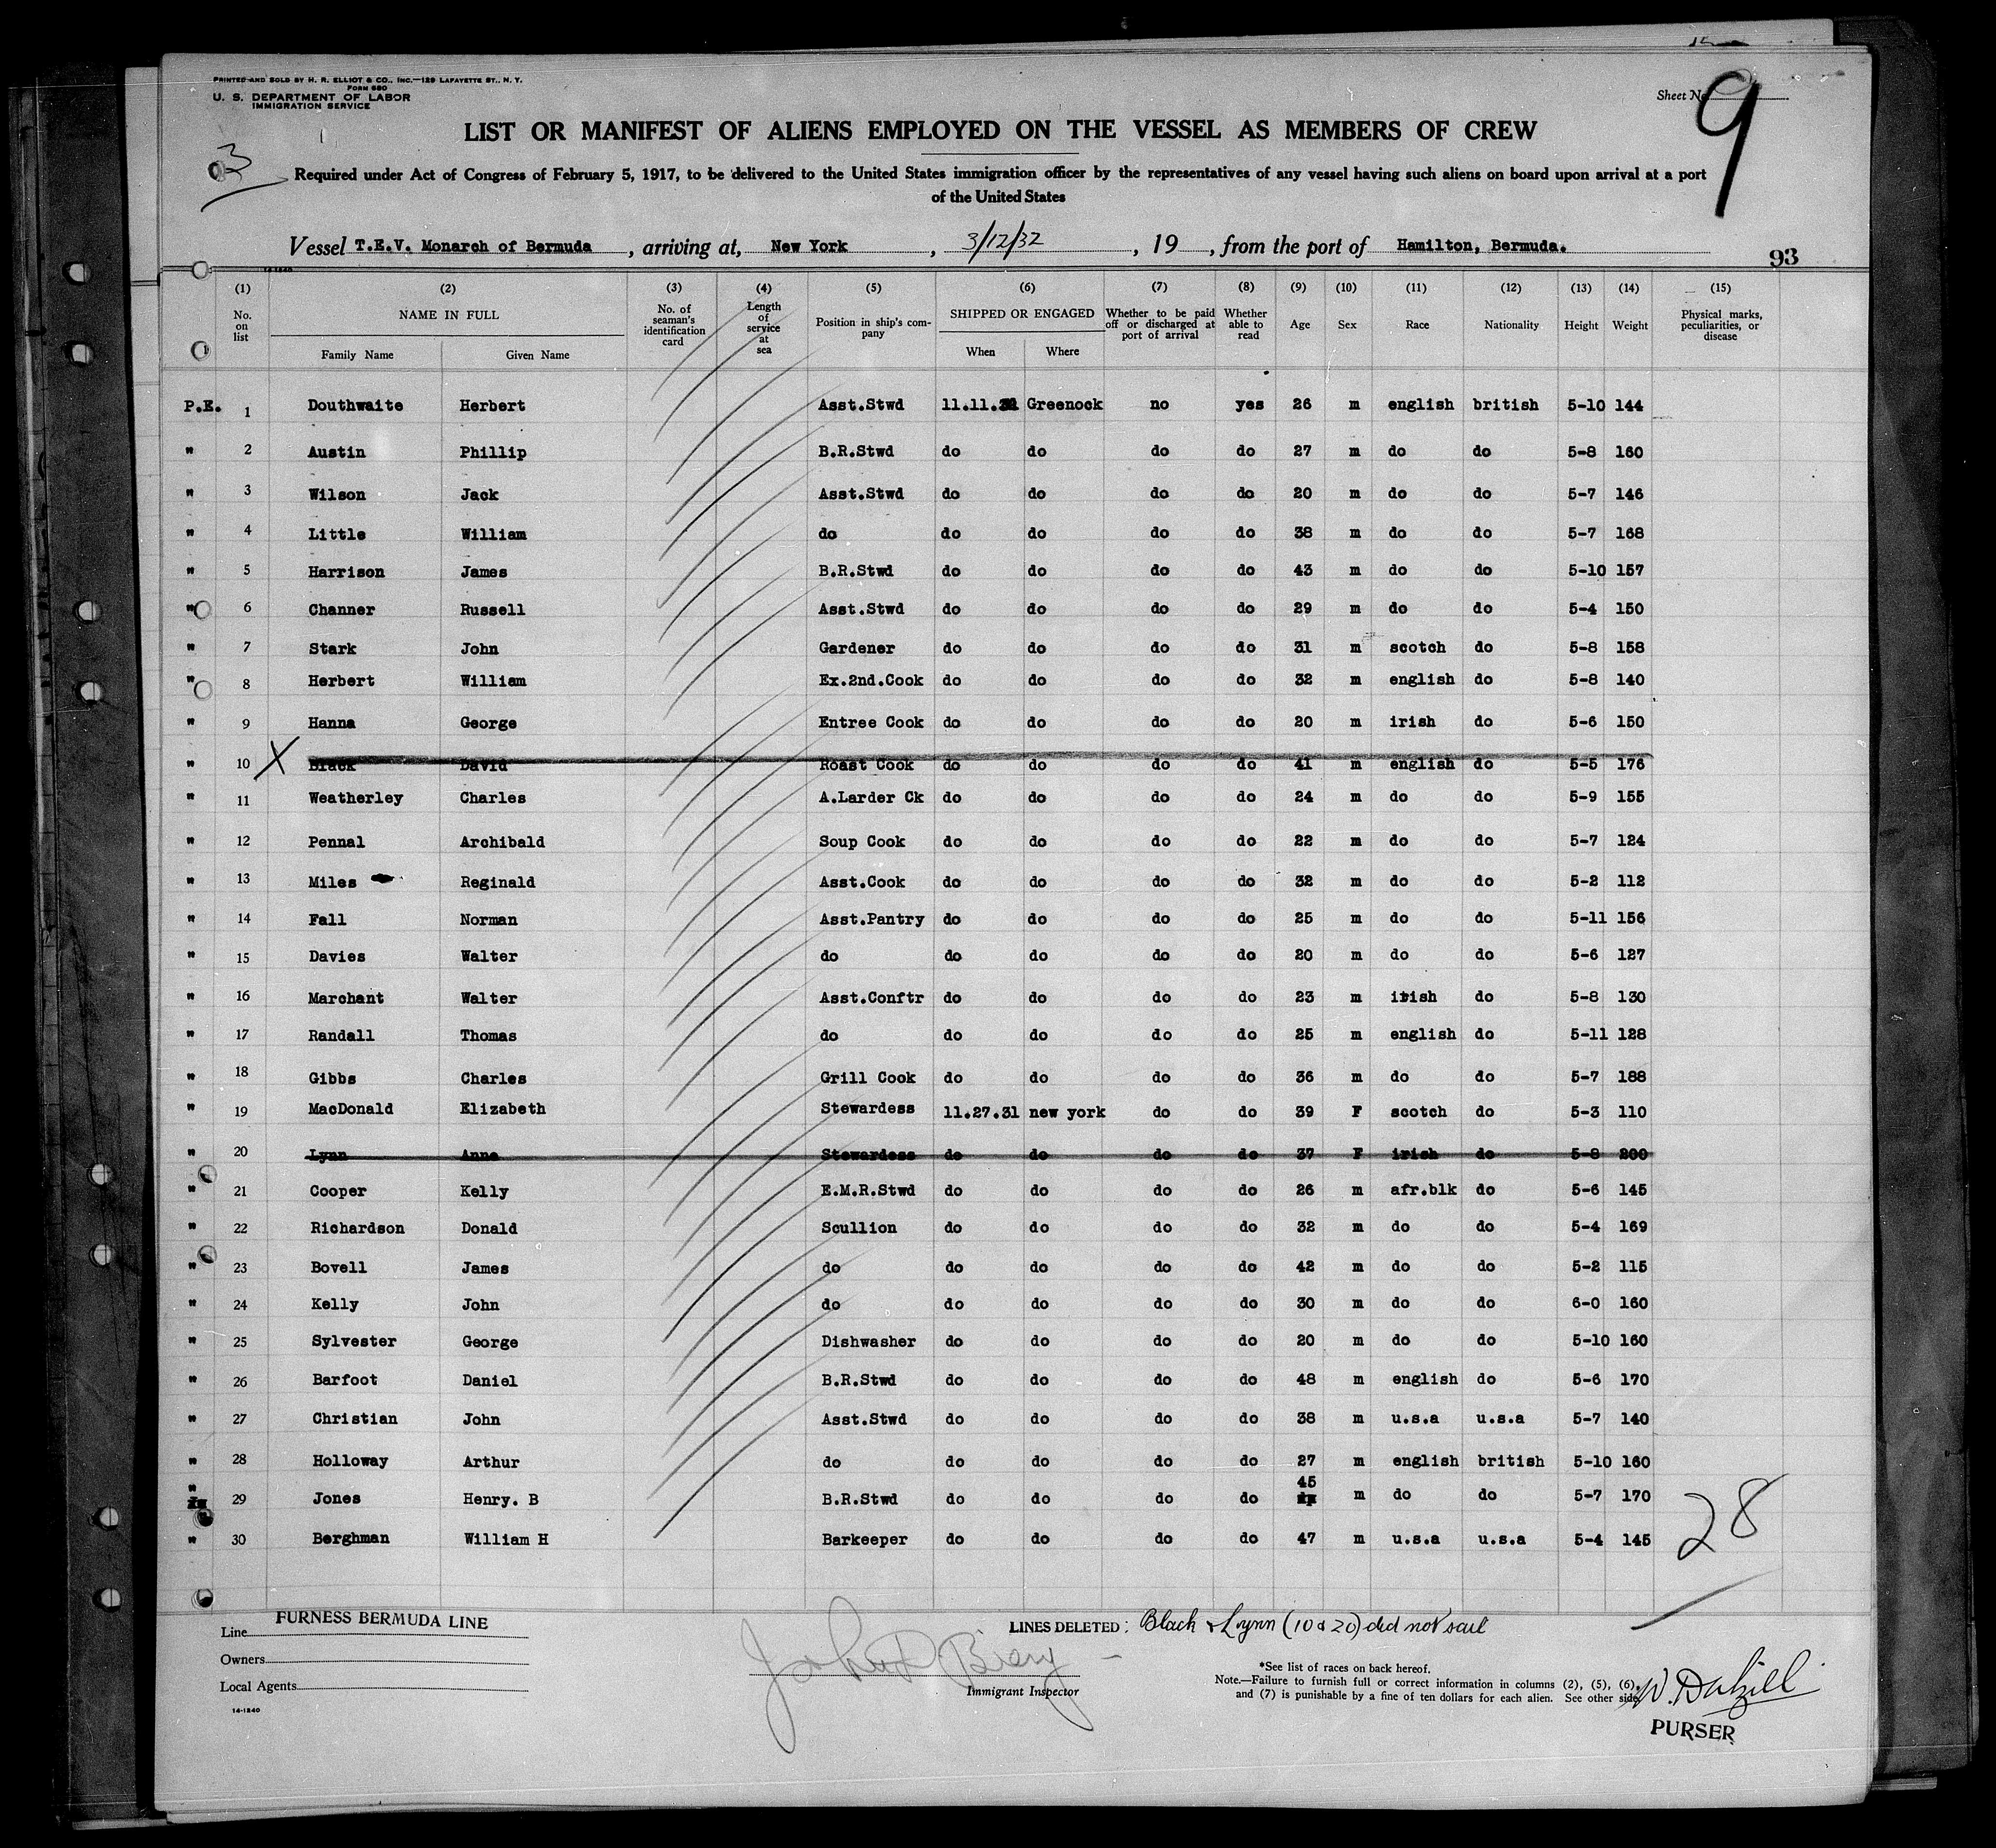 PRINTED AND SOLD BY H. R. ELLIOT & CO., INC.—129 LAFAYETTE ST., N. Y.
FORM 680
U. S. DEPARTMENT OF LABOR
IMMIGRATION SERVICE
Sheet No. 9
LIST OR MANIFEST OF ALIENS EMPLOYED ON THE VESSEL AS MEMBERS OF CREW
3
Required under Act of Congress of February 5, 1917, to be delivered to the United States immigration officer by the representatives of any vessel having such aliens on board upon arrival at a port
of the United States
Vessel T.E.V. Monarch of Bermuda, arriving at, New York, 3/12/32, 19, from the port of Hamilton, Bermuda.
93
14-1240
(1) (2) (3) (4) (5) (6) (7) (8) (9) (10) (11) (12) (13) (14) (15)
No. on list NAME IN FULL Family Name Given Name No. of seaman's identification card Length of service at sea Position in ship's company SHIPPED OR ENGAGED When Where Whether to be paid off or discharged at port of arrival Whether able to read Age Sex Race Nationality Height Weight Physical marks, peculiarities, or disease
P.E. 1 Douthwaite Herbert Asst.Stwd 11.11.31 Greenock no yes 26 m english british 5-10 144
" 2 Austin Phillip B.R.Stwd do do do do 27 m do do 5-8 160
" 3 Wilson Jack Asst.Stwd do do do do 20 m do do 5-7 146
" 4 Little William do do do do do 38 m do do 5-7 168
" 5 Harrison James B.R.Stwd do do do do 43 m do do 5-10 157
" 6 Channer Russell Asst.Stwd do do do do 29 m do do 5-4 150
" 7 Stark John Gardener do do do do 31 m scotch do 5-8 158
" 8 Herbert William Ex.2nd.Cook do do do do 32 m english do 5-8 140
" 9 Hanna George Entree Cook do do do do 20 m irish do 5-6 150
" 10 X Black David Roast Cook do do do do 41 m english do 5-5 176
" 11 Weatherley Charles A.Larder Ck do do do do 24 m do do 5-9 155
" 12 Pennal Archibald Soup Cook do do do do 22 m do do 5-7 124
" 13 Miles Reginald Asst.Cook do do do do 32 m do do 5-2 112
" 14 Fall Norman Asst.Pantry do do do do 25 m do do 5-11 156
" 15 Davies Walter do do do do do 20 m do do 5-6 127
" 16 Marchant Walter Asst.Conftr do do do do 23 m irish do 5-8 130
" 17 Randall Thomas do do do do do 25 m english do 5-11 128
" 18 Gibbs Charles Grill Cook do do do do 36 m do do 5-7 188
" 19 MacDonald Elizabeth Stewardess 11.27.31 new york do do 39 F scotch do 5-3 110
" 20 Lynn Anne Stewardess do do do do 37 F irish do 5-8 200
" 21 Cooper Kelly E.M.R.Stwd do do do do 26 m afr.blk do 5-6 145
" 22 Richardson Donald Scullion do do do do 32 m do do 5-4 169
" 23 Bovell James do do do do do 42 m do do 5-2 115
" 24 Kelly John do do do do do 30 m do do 6-0 160
" 25 Sylvester George Dishwasher do do do do 20 m do do 5-10 160
" 26 Barfoot Daniel B.R.Stwd do do do do 48 m english do 5-6 170
" 27 Christian John Asst.Stwd do do do do 38 m u.s.a u.s.a 5-7 140
" 28 Holloway Arthur do do do do do 27 m english british 5-10 160
" 29 Jones Henry. B B.R.Stwd do do do do 45 m do do 5-7 170
" 30 Berghman William H Barkeeper do do do do 47 m u.s.a u.s.a 5-4 145
28
Line FURNESS BERMUDA LINE
Owners
Local Agents
14-1240
Immigrant Inspector
LINES DELETED: Black & Lynn (10 & 20) did not sail
*See list of races on back hereof.
Note.—Failure to furnish full or correct information in columns (2), (5), (6),
and (7) is punishable by a fine of ten dollars for each alien. See other side.
PURSER